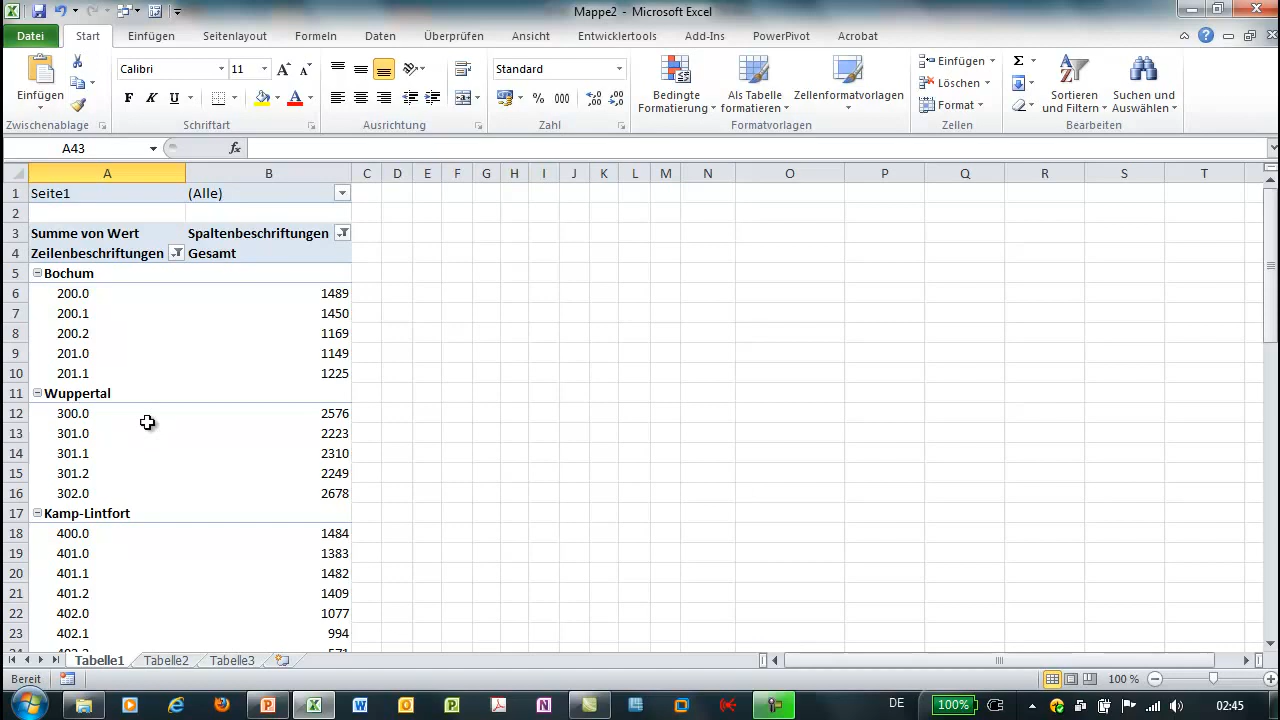 Mappe2 - Microsoft Excel
Datei Start Einfügen Seitenlayout Formeln Daten Überprüfen Ansicht Entwicklertools Add-Ins PowerPivot Acrobat
Einfügen
Calibri 11
Standard
Bedingte Formatierung
Als Tabelle formatieren
Zellenformatvorlagen
Einfügen
Löschen
Format
Sortieren und Filtern
Suchen und Auswählen
F K U
% 000
Zwischenablage Schriftart Ausrichtung Zahl Formatvorlagen Zellen Bearbeiten
A43 fx
A B C D E F G H I J K L M N O P Q R S T
1 Seite1 (Alle)
2
3 Summe von Wert Spaltenbeschriftungen
4 Zeilenbeschriftungen Gesamt
5 Bochum
6 200.0 1489
7 200.1 1450
8 200.2 1169
9 201.0 1149
10 201.1 1225
11 Wuppertal
12 300.0 2576
13 301.0 2223
14 301.1 2310
15 301.2 2249
16 302.0 2678
17 Kamp-Lintfort
18 400.0 1484
19 401.0 1383
20 401.1 1482
21 401.2 1409
22 402.0 1077
23 402.1 994
Tabelle1 Tabelle2 Tabelle3
Bereit 100 %
DE 100% 02:45